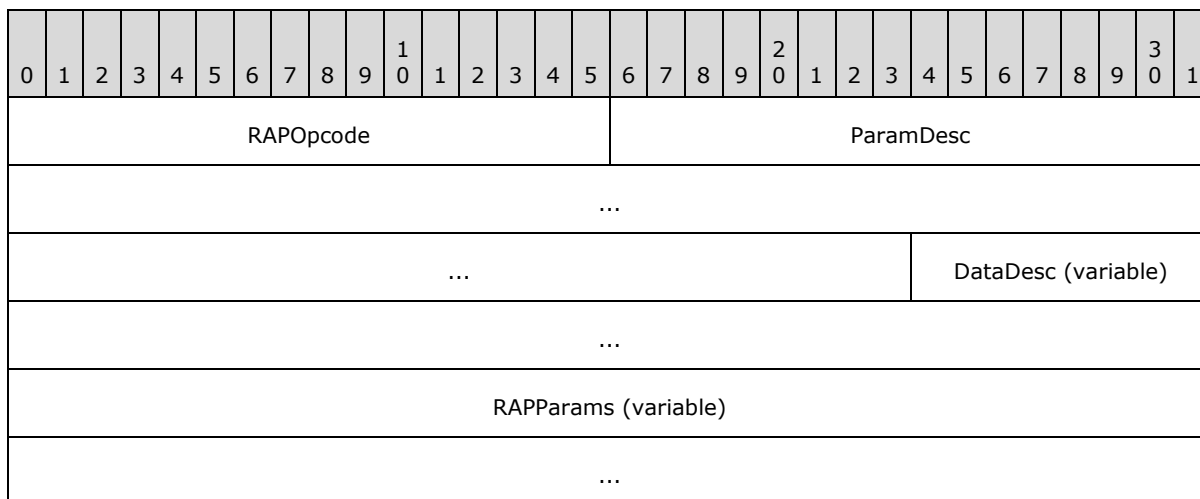 1 2 3
0 1 2 3 4 5 6 7 8 9 0 1 2 3 4 5 6 7 8 9 0 1 2 3 4 5 6 7 8 9 0 1
RAPOpcode ParamDesc
...
... DataDesc (variable)
...
RAPParams (variable)
...